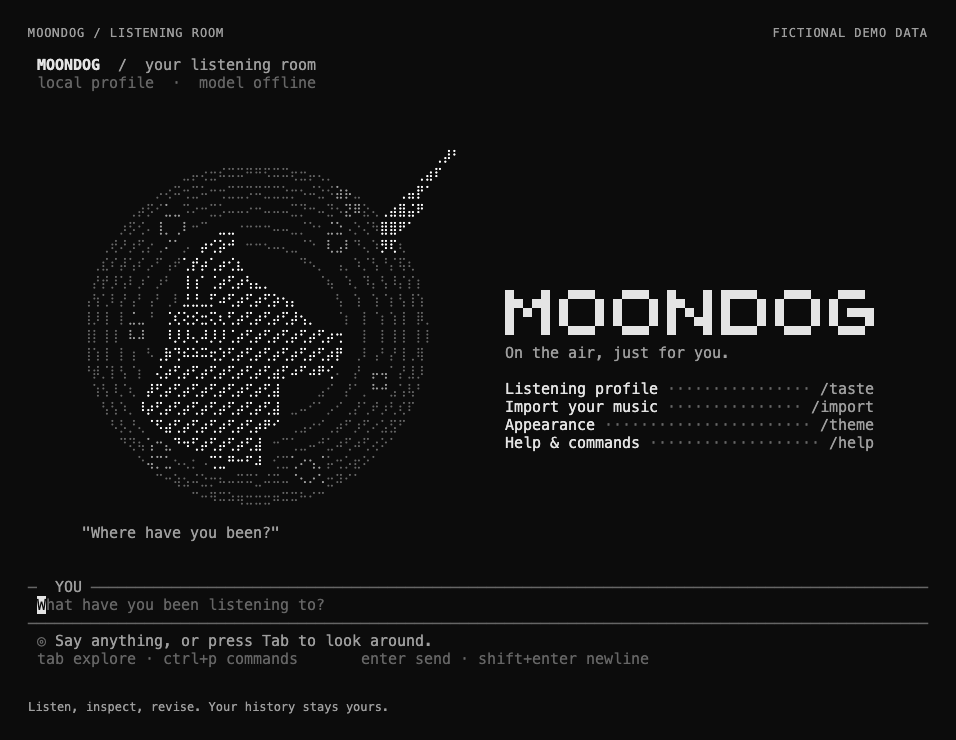 MOONDOG / LISTENING ROOM
FICTIONAL DEMO DATA
MOONDOG / your listening room
local profile · model offline
MOONDOG
On the air, just for you.
Listening profile ················ /taste
Import your music ··············· /import
Appearance ······················· /theme
Help & commands ··················· /help
"Where have you been?"
YOU
What have you been listening to?
◎ Say anything, or press Tab to look around.
tab explore · ctrl+p commands enter send · shift+enter newline
Listen, inspect, revise. Your history stays yours.